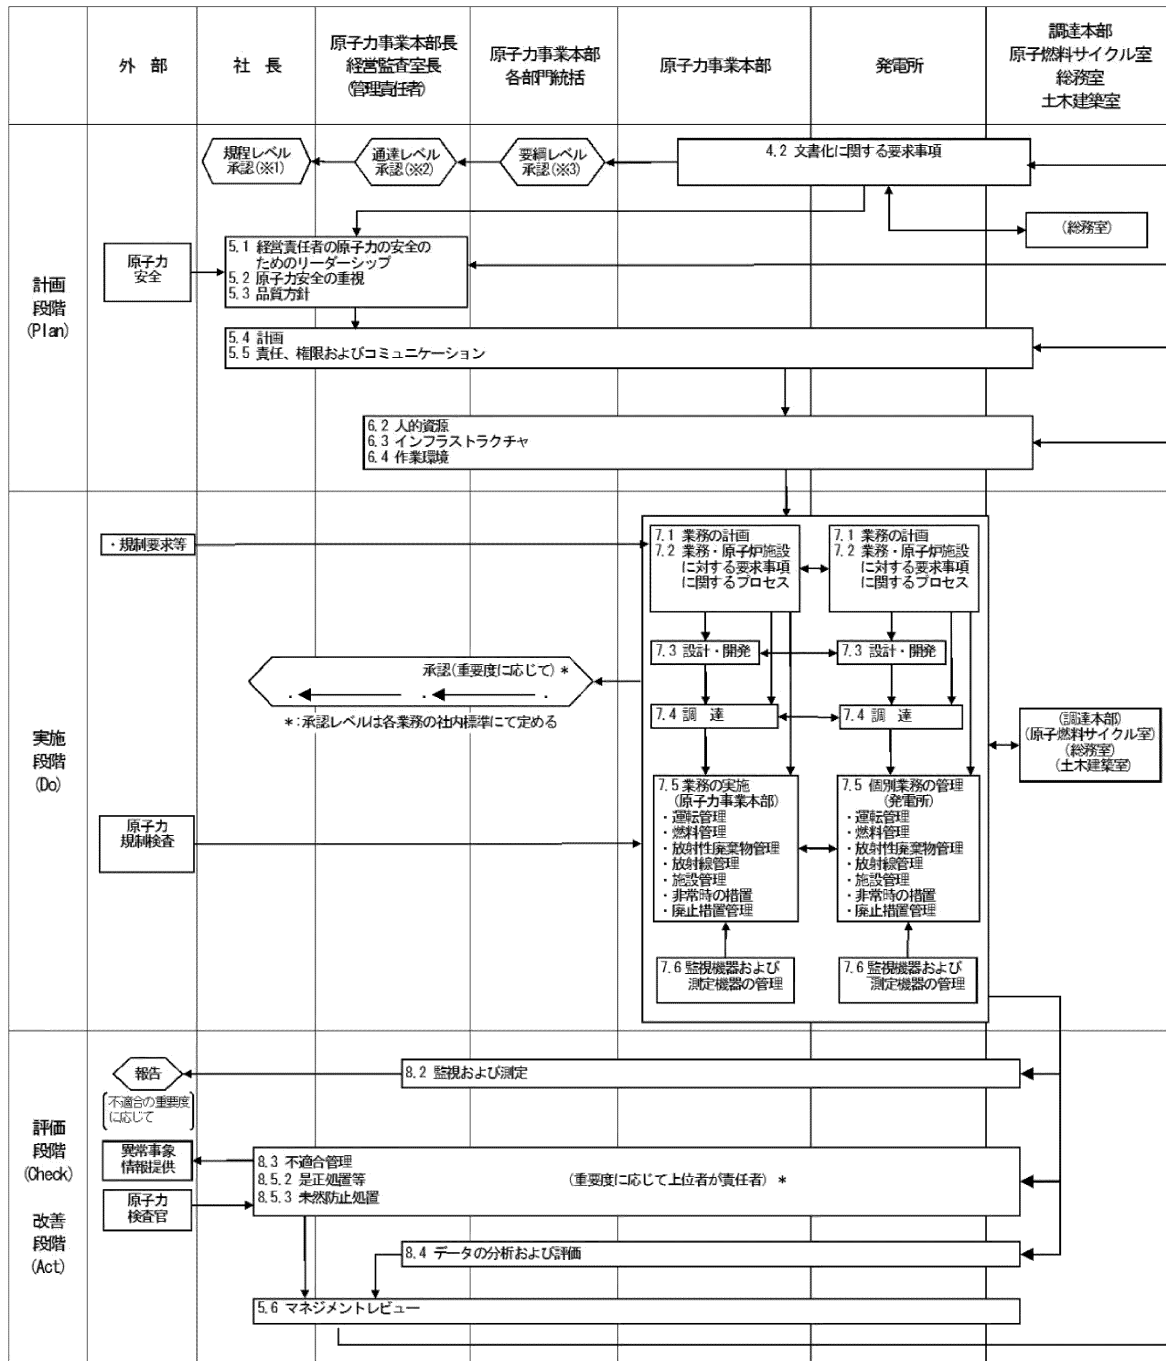 外 部
社 長
原子力事業本部長
経営監査室長
(管理責任者)
原子力事業本部
各部門統括
原子力事業本部
発電所
調達本部
原子燃料サイクル室
総務室
土木建築室
計画
段階
(Plan)
規程レベル
承認(※1)
通達レベル
承認(※2)
要綱レベル
承認(※3)
4.2 文書化に関する要求事項
(総務室)
原子力
安全
5.1 経営責任者の原子力の安全の
ためのリーダーシップ
5.2 原子力安全の重視
5.3 品質方針
5.4 計画
5.5 責任、権限およびコミュニケーション
6.2 人的資源
6.3 インフラストラクチャ
6.4 作業環境
実施
段階
(Do)
・規制要求等
7.1 業務の計画
7.2 業務・原子炉施設
に対する要求事項
に関するプロセス
7.1 業務の計画
7.2 業務・原子炉施設
に対する要求事項
に関するプロセス
7.3 設計・開発
7.3 設計・開発
承認(重要度に応じて) *
*:承認レベルは各業務の社内標準にて定める
7.4 調 達
7.4 調 達
(調達本部)
(原子燃料サイクル室)
(総務室)
(土木建築室)
原子力
規制検査
7.5 業務の実施
(原子力事業本部)
・運転管理
・燃料管理
・放射性廃棄物管理
・放射線管理
・施設管理
・非常時の措置
・廃止措置管理
7.5 個別業務の管理
(発電所)
・運転管理
・燃料管理
・放射性廃棄物管理
・放射線管理
・施設管理
・非常時の措置
・廃止措置管理
7.6 監視機器および
測定機器の管理
7.6 監視機器および
測定機器の管理
評価
段階
(Check)
改善
段階
(Act)
報告
不適合の重要度
に応じて
8.2 監視および測定
異常事象
情報提供
原子力
検査官
8.3 不適合管理
8.5.2 是正処置等
8.5.3 未然防止処置
(重要度に応じて上位者が責任者) *
8.4 データの分析および評価
5.6 マネジメントレビュー